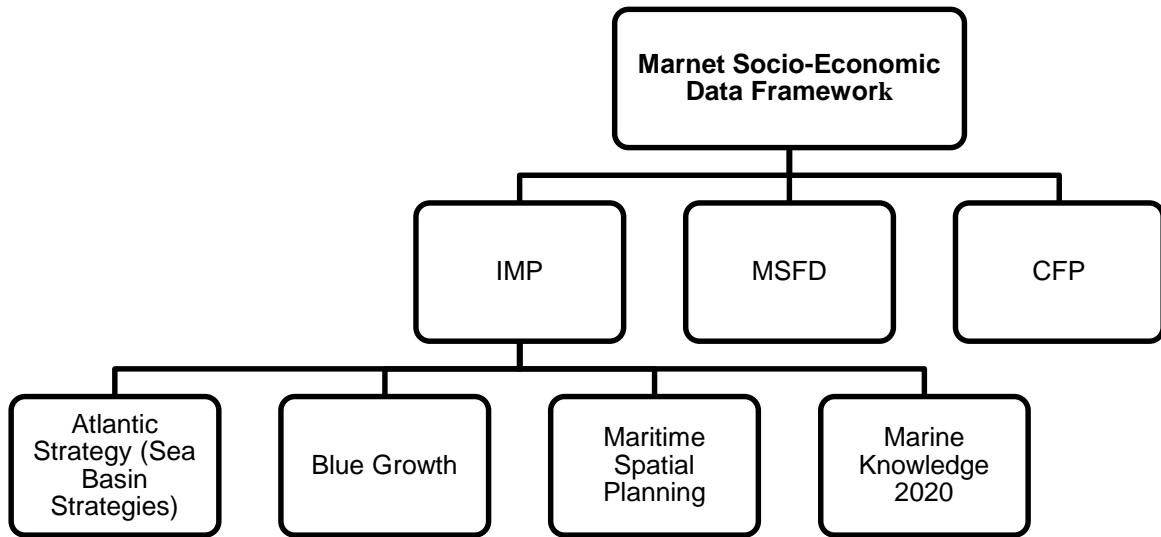 Marnet Socio-Economic
Data Framework
IMP
MSFD
CFP
Atlantic
Strategy (Sea
Basin
Strategies)
Blue Growth
Maritime
Spatial
Planning
Marine
Knowledge
2020